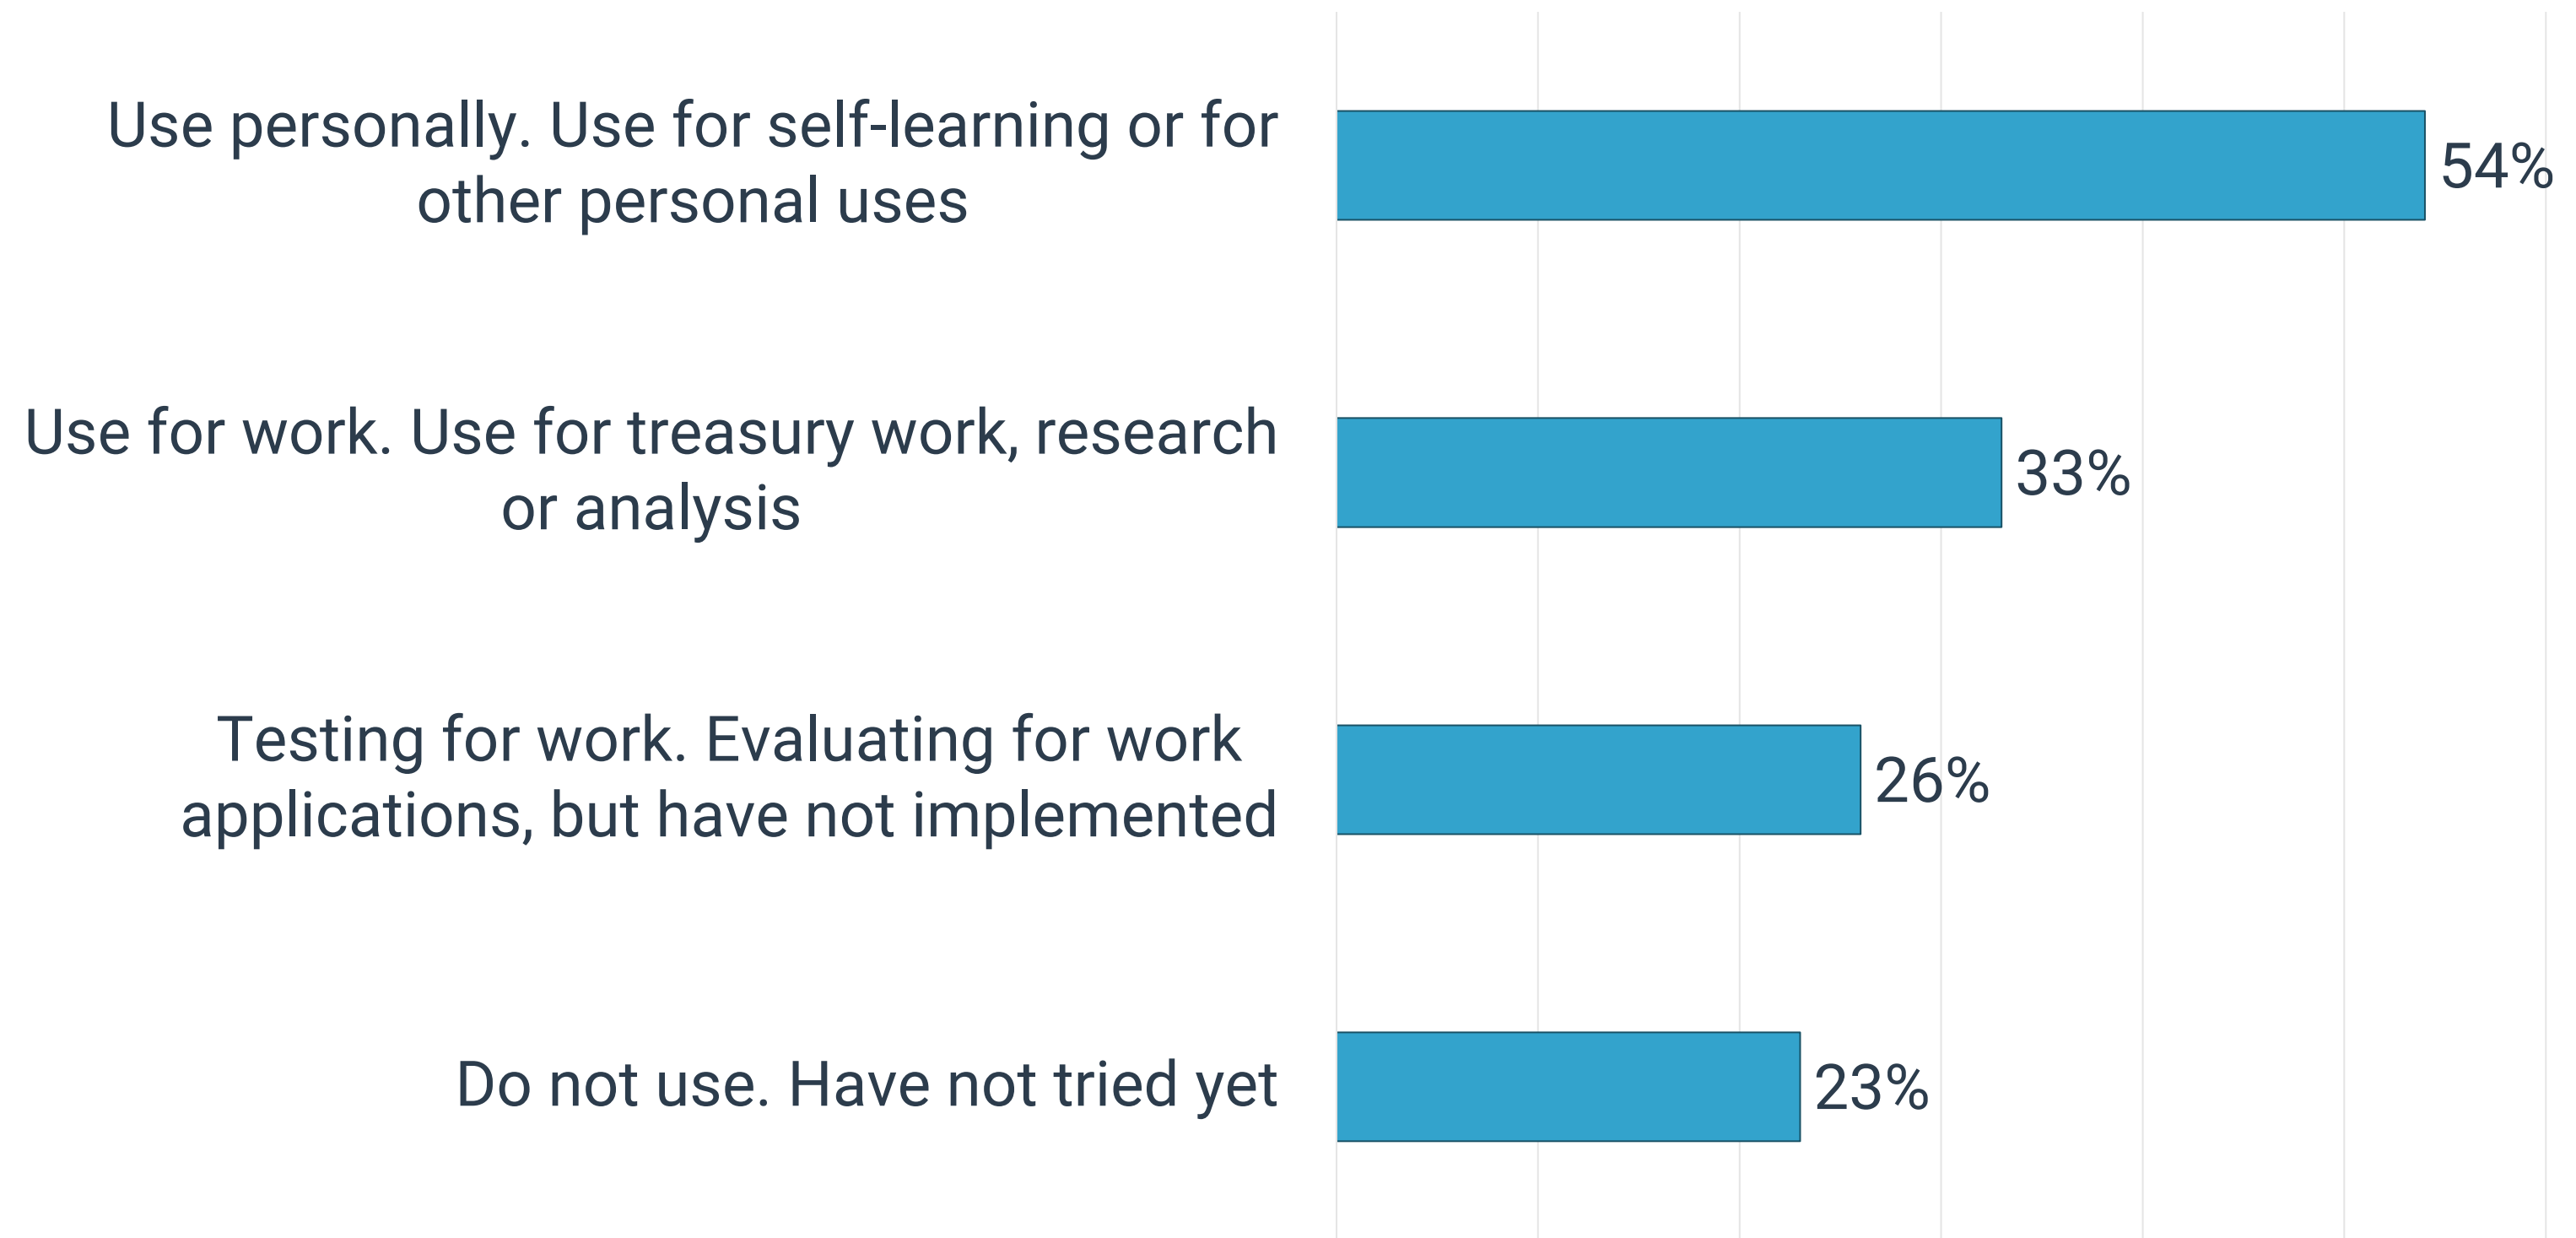 Use personally. Use for self-learning or for
other personal uses
54%
Use for work. Use for treasury work, research
or analysis
33%
Testing for work. Evaluating for work
applications, but have not implemented
26%
Do not use. Have not tried yet
23%